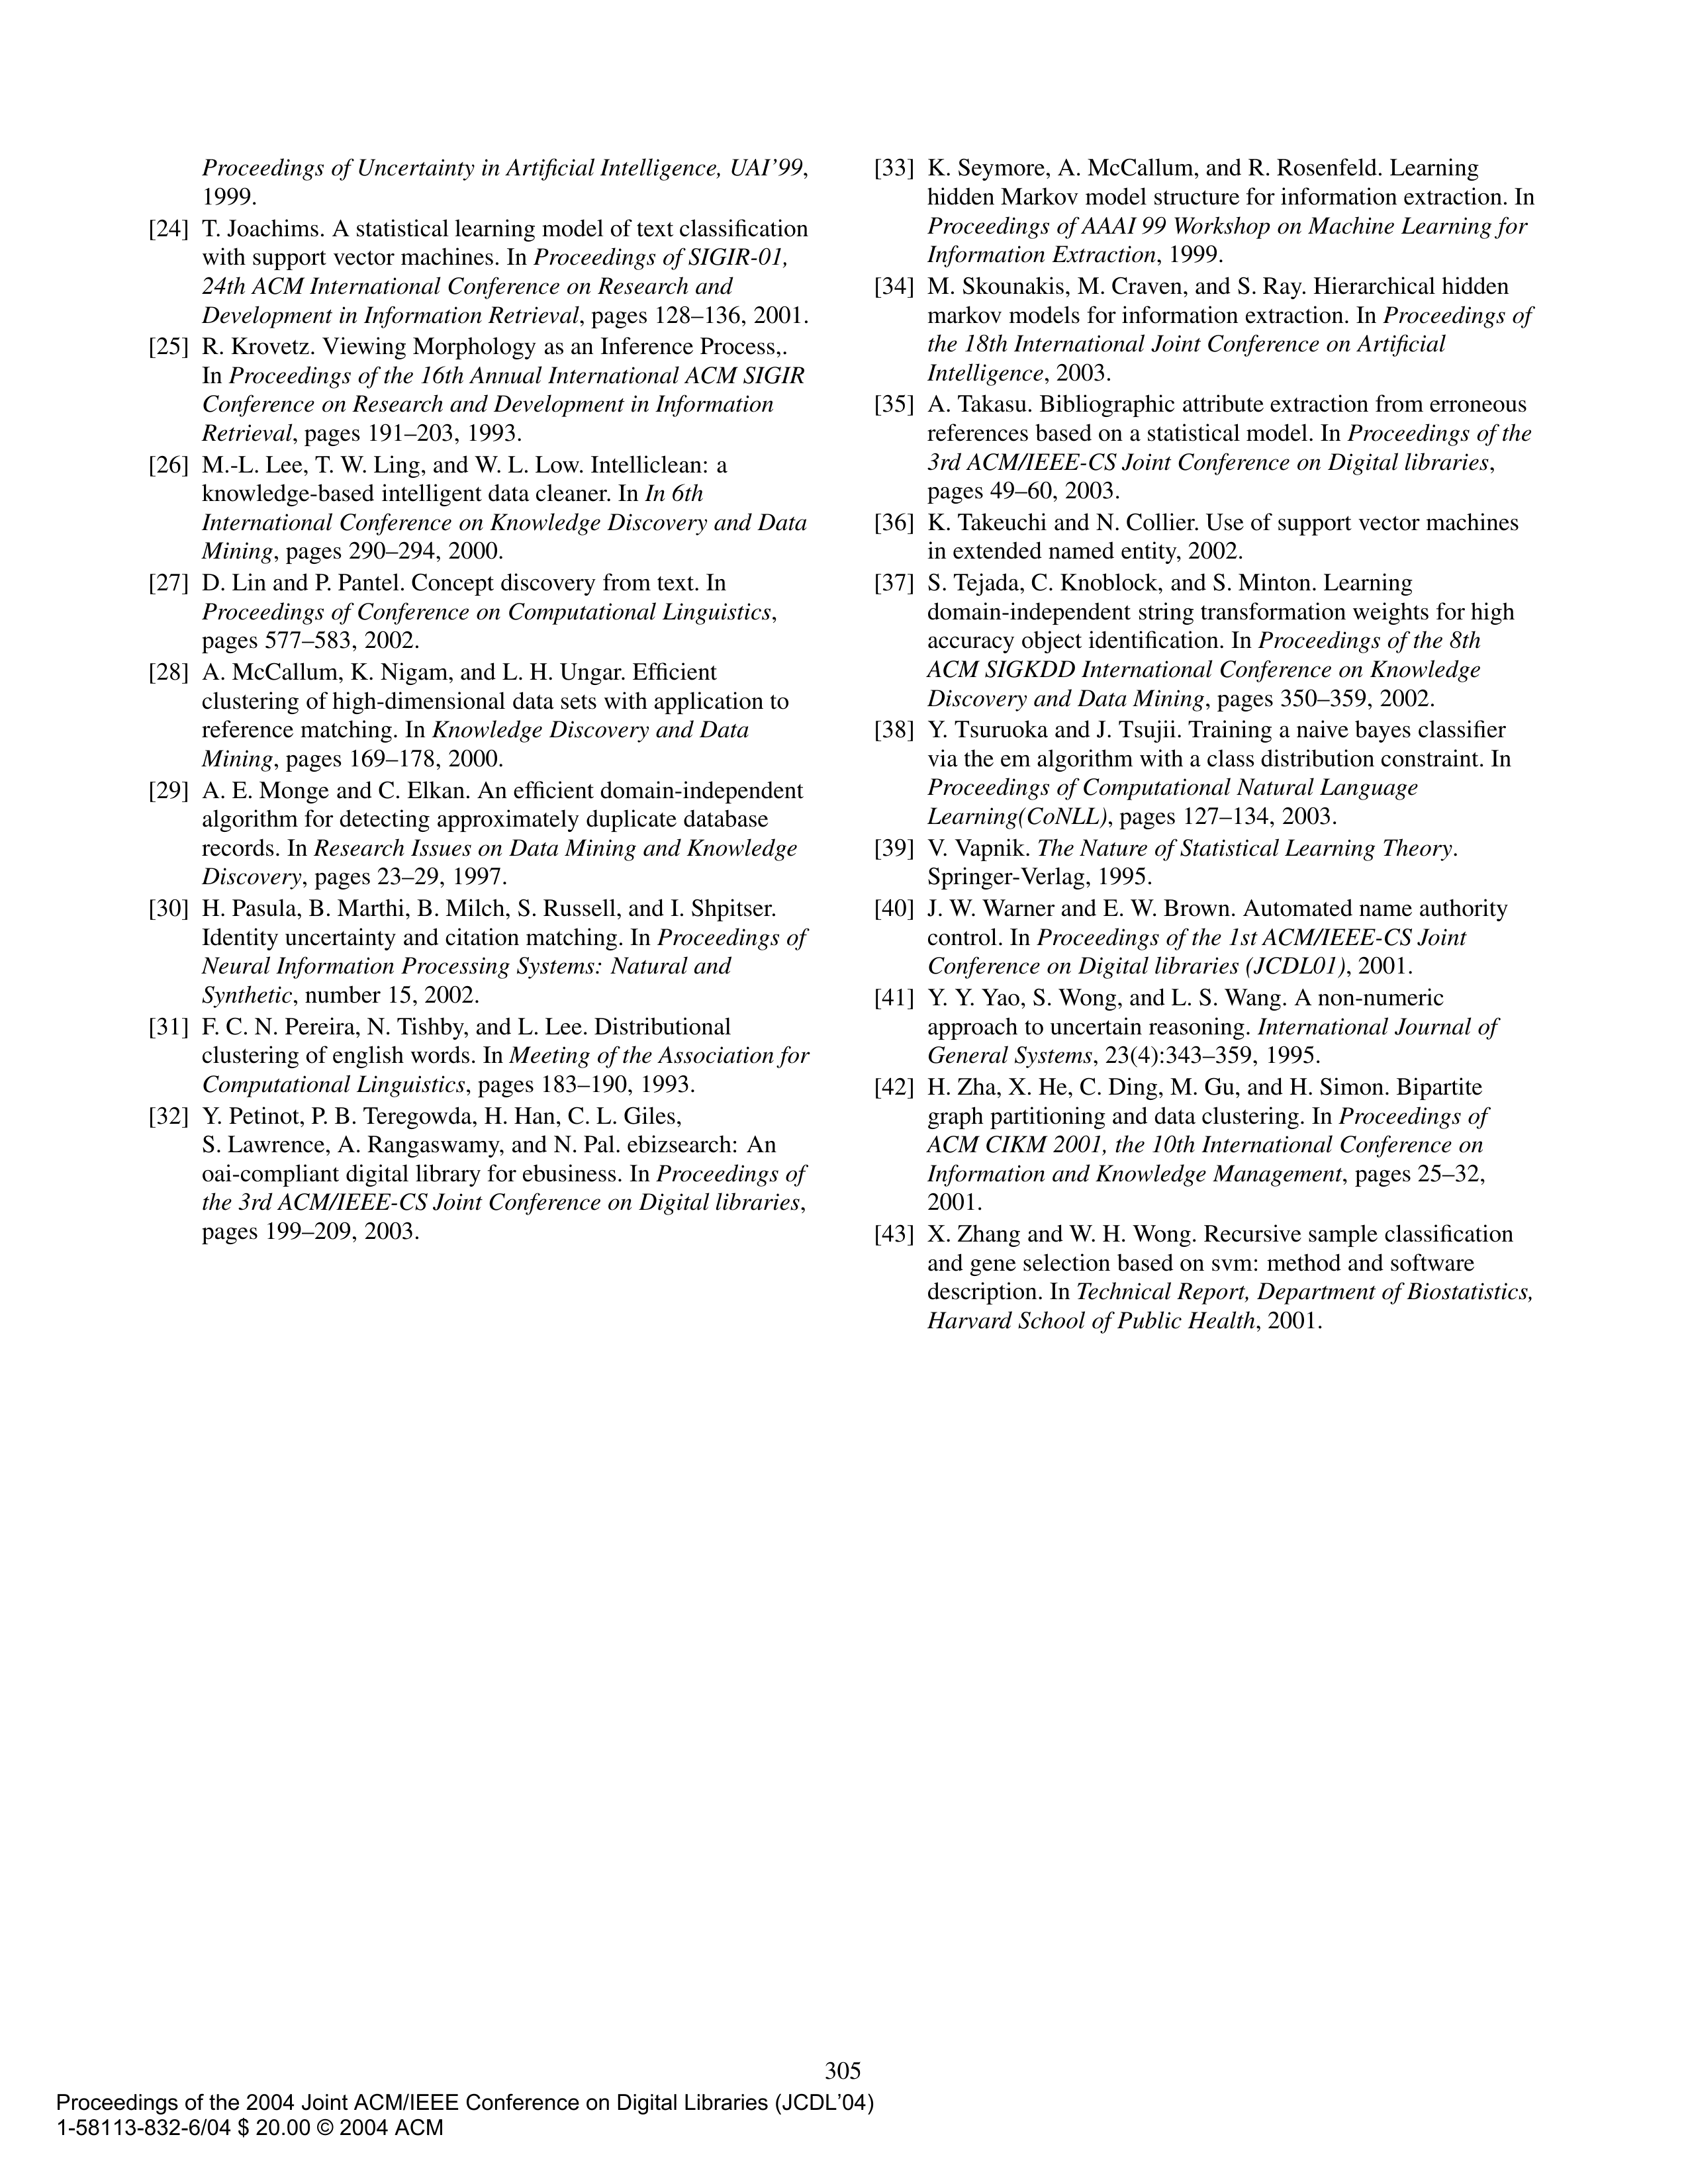 Proceedings of Uncertainty in Artificial Intelligence, UAI'99,
1999.
[24] T. Joachims. A statistical learning model of text classification
with support vector machines. In Proceedings of SIGIR-01,
24th ACM International Conference on Research and
Development in Information Retrieval, pages 128–136, 2001.
[25] R. Krovetz. Viewing Morphology as an Inference Process,.
In Proceedings of the 16th Annual International ACM SIGIR
Conference on Research and Development in Information
Retrieval, pages 191–203, 1993.
[26] M.-L. Lee, T. W. Ling, and W. L. Low. Intelliclean: a
knowledge-based intelligent data cleaner. In In 6th
International Conference on Knowledge Discovery and Data
Mining, pages 290–294, 2000.
[27] D. Lin and P. Pantel. Concept discovery from text. In
Proceedings of Conference on Computational Linguistics,
pages 577–583, 2002.
[28] A. McCallum, K. Nigam, and L. H. Ungar. Efficient
clustering of high-dimensional data sets with application to
reference matching. In Knowledge Discovery and Data
Mining, pages 169–178, 2000.
[29] A. E. Monge and C. Elkan. An efficient domain-independent
algorithm for detecting approximately duplicate database
records. In Research Issues on Data Mining and Knowledge
Discovery, pages 23–29, 1997.
[30] H. Pasula, B. Marthi, B. Milch, S. Russell, and I. Shpitser.
Identity uncertainty and citation matching. In Proceedings of
Neural Information Processing Systems: Natural and
Synthetic, number 15, 2002.
[31] F. C. N. Pereira, N. Tishby, and L. Lee. Distributional
clustering of english words. In Meeting of the Association for
Computational Linguistics, pages 183–190, 1993.
[32] Y. Petinot, P. B. Teregowda, H. Han, C. L. Giles,
S. Lawrence, A. Rangaswamy, and N. Pal. ebizsearch: An
oai-compliant digital library for ebusiness. In Proceedings of
the 3rd ACM/IEEE-CS Joint Conference on Digital libraries,
pages 199–209, 2003.
[33] K. Seymore, A. McCallum, and R. Rosenfeld. Learning
hidden Markov model structure for information extraction. In
Proceedings of AAAI 99 Workshop on Machine Learning for
Information Extraction, 1999.
[34] M. Skounakis, M. Craven, and S. Ray. Hierarchical hidden
markov models for information extraction. In Proceedings of
the 18th International Joint Conference on Artificial
Intelligence, 2003.
[35] A. Takasu. Bibliographic attribute extraction from erroneous
references based on a statistical model. In Proceedings of the
3rd ACM/IEEE-CS Joint Conference on Digital libraries,
pages 49–60, 2003.
[36] K. Takeuchi and N. Collier. Use of support vector machines
in extended named entity, 2002.
[37] S. Tejada, C. Knoblock, and S. Minton. Learning
domain-independent string transformation weights for high
accuracy object identification. In Proceedings of the 8th
ACM SIGKDD International Conference on Knowledge
Discovery and Data Mining, pages 350–359, 2002.
[38] Y. Tsuruoka and J. Tsujii. Training a naive bayes classifier
via the em algorithm with a class distribution constraint. In
Proceedings of Computational Natural Language
Learning(CoNLL), pages 127–134, 2003.
[39] V. Vapnik. The Nature of Statistical Learning Theory.
Springer-Verlag, 1995.
[40] J. W. Warner and E. W. Brown. Automated name authority
control. In Proceedings of the 1st ACM/IEEE-CS Joint
Conference on Digital libraries (JCDL01), 2001.
[41] Y. Y. Yao, S. Wong, and L. S. Wang. A non-numeric
approach to uncertain reasoning. International Journal of
General Systems, 23(4):343–359, 1995.
[42] H. Zha, X. He, C. Ding, M. Gu, and H. Simon. Bipartite
graph partitioning and data clustering. In Proceedings of
ACM CIKM 2001, the 10th International Conference on
Information and Knowledge Management, pages 25–32,
2001.
[43] X. Zhang and W. H. Wong. Recursive sample classification
and gene selection based on svm: method and software
description. In Technical Report, Department of Biostatistics,
Harvard School of Public Health, 2001.
305
Proceedings of the 2004 Joint ACM/IEEE Conference on Digital Libraries (JCDL'04)
1-58113-832-6/04 $ 20.00 © 2004 ACM